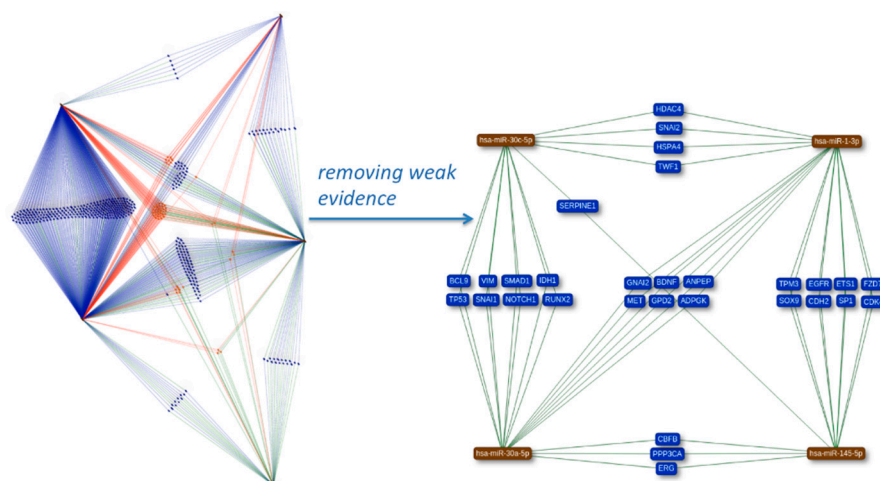 removing weak
evidence
HDAC4
hsa-miR-30c-5p
SNAI2
hsa-miR-1-3p
HSPA4
TWF1
SERPINE1
BCL9 VIM SMAD1 IDH1
TP53 SNAI1 NOTCH1 RUNX2
GNAI2 BDNF ANPEP
MET GPD2 ADPGK
TPM3 EGFR ETS1
SOX9 CDH2 SP1
CBFB
hsa-miR-30a-5p
PPP3CA
hsa-miR-145-5p
ERG